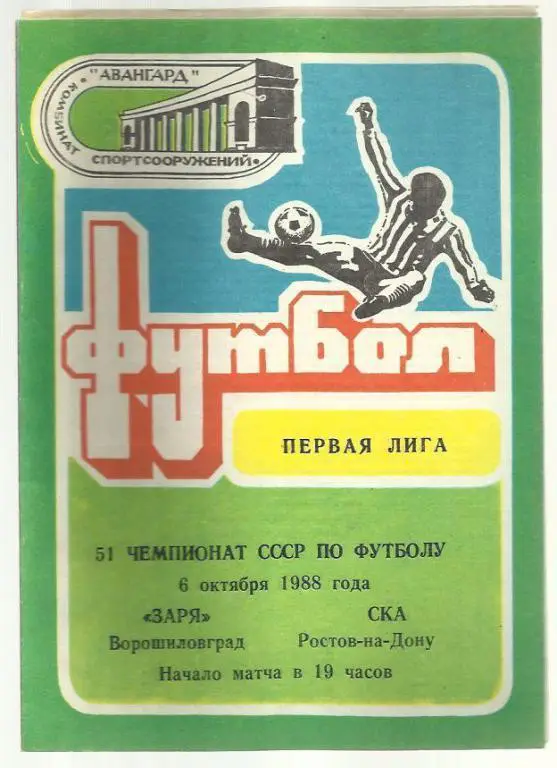 "АВАНГАРД"
КОМБИНАТ
СПОРТСООРУЖЕНИЙ
футбол
ПЕРВАЯ ЛИГА
51 ЧЕМПИОНАТ СССР ПО ФУТБОЛУ
6 октября 1988 года
«ЗАРЯ» СКА
Ворошиловград Ростов-на-Дону
Начало матча в 19 часов